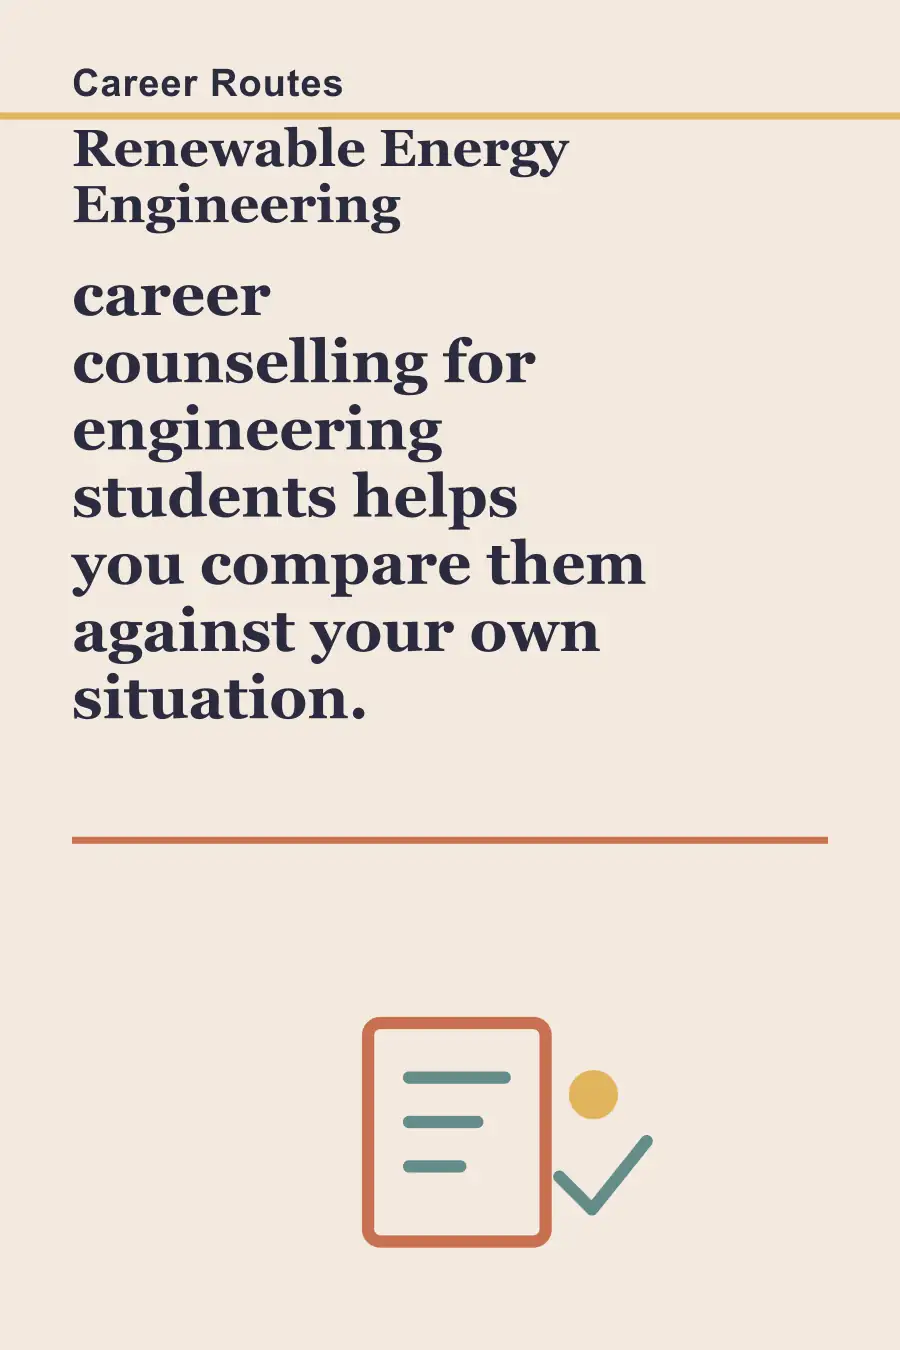 Career Routes
Renewable Energy
Engineering
career
counselling for
engineering
students helps
you compare them
against your own
situation.